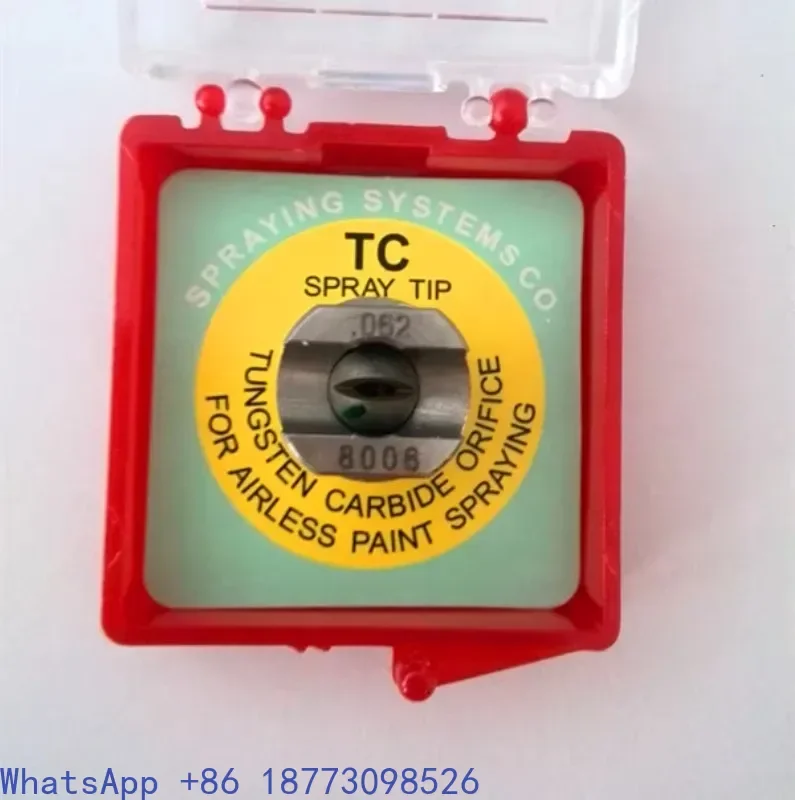 SPRAYING SYSTEMS CO.
TC
SPRAY TIP
.062
8006
TUNGSTEN CARBIDE ORIFICE
FOR AIRLESS PAINT SPRAYING
WhatsApp +86 18773098526